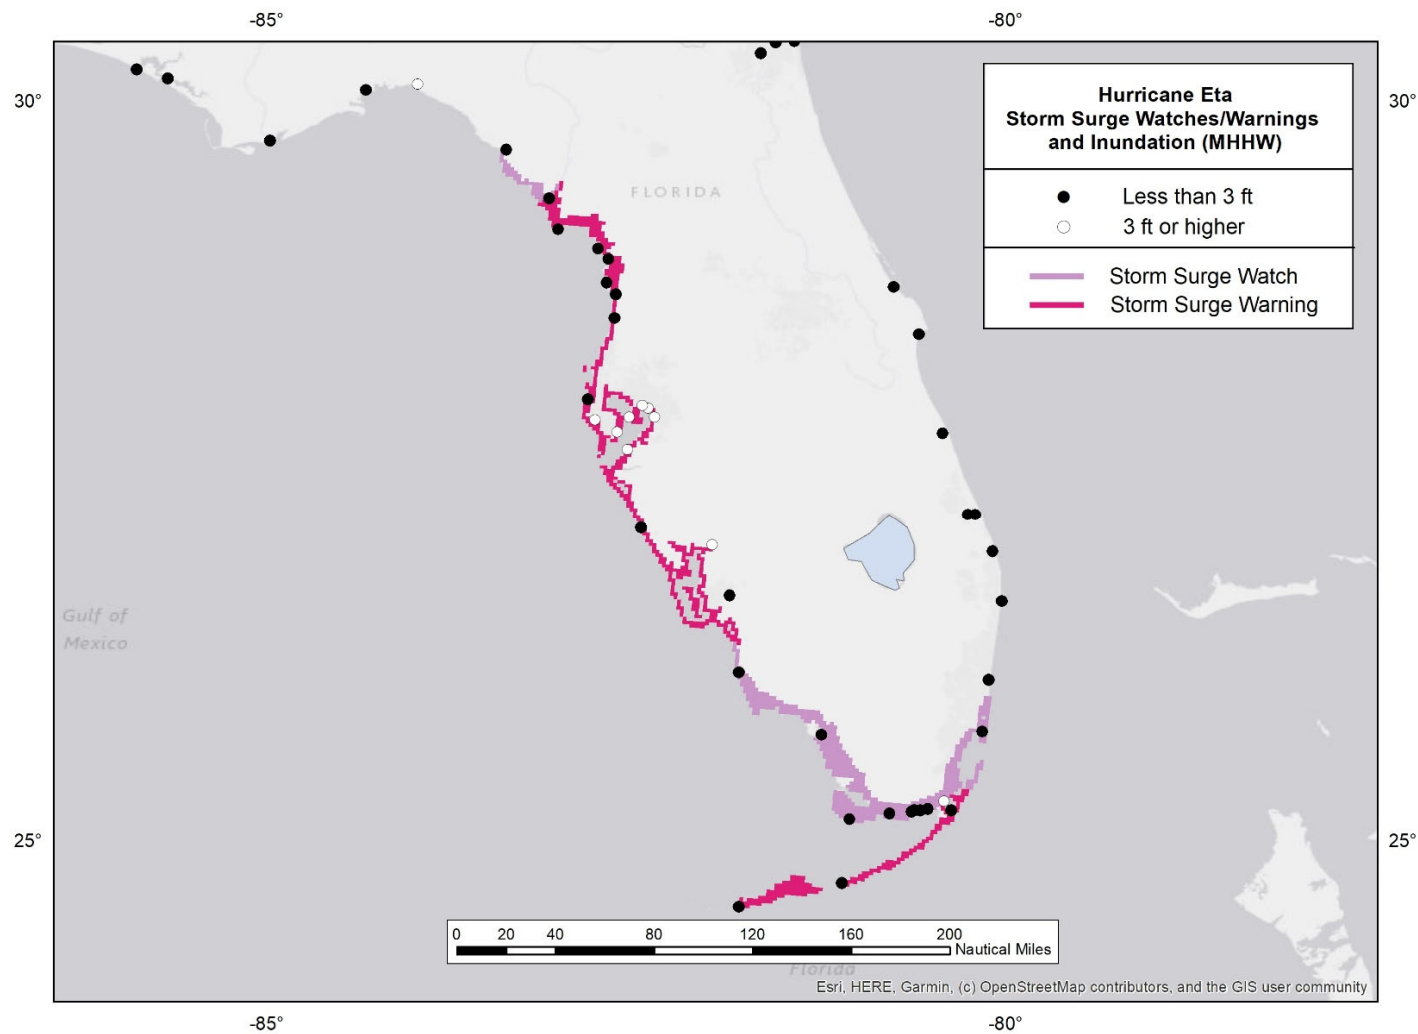 -85° -80°
30° 30°
Hurricane Eta
Storm Surge Watches/Warnings
and Inundation (MHHW)
Less than 3 ft
3 ft or higher
Storm Surge Watch
Storm Surge Warning
FLORIDA
Gulf of
Mexico
25° 25°
0 20 40 80 120 160 200
Nautical Miles
Florida
Esri, HERE, Garmin, (c) OpenStreetMap contributors, and the GIS user community
-85° -80°